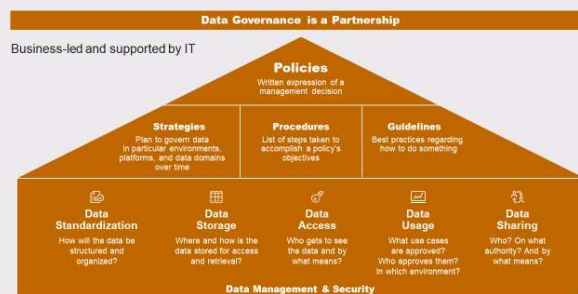 Data Governance is a Partnership
Business-led and supported by IT
Policies
Written expression of a
management decision
Strategies
Plan to govern data
in particular environments,
platforms, and data domains
over time
Procedures
List of steps taken to
accomplish a policy's
objectives
Guidelines
Best practices regarding
how to do something
Data
Standardization
How will the data be
structured and
organized?
Data
Storage
Where and how is the
data stored for access
and retrieval?
Data
Access
Who gets to see
the data and by
what means?
Data
Usage
What use cases
are approved?
Who approves them?
In which environment?
Data
Sharing
Who? On what
authority? And by
what means?
Data Management & Security